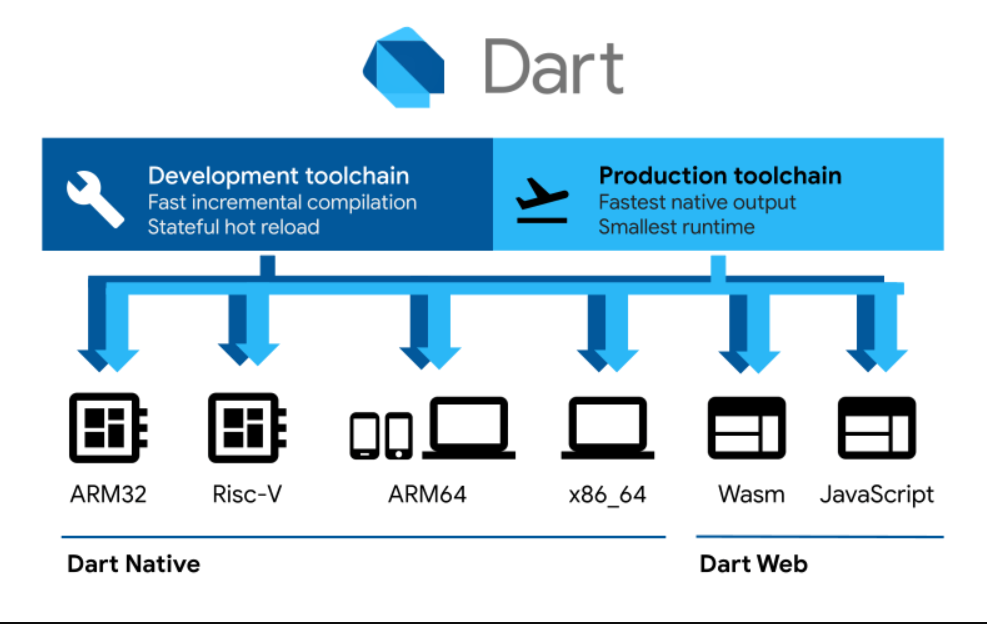 Dart
Development toolchain
Fast incremental compilation
Stateful hot reload
Production toolchain
Fastest native output
Smallest runtime
ARM32
Risc-V
ARM64
x86_64
Wasm
JavaScript
Dart Native
Dart Web